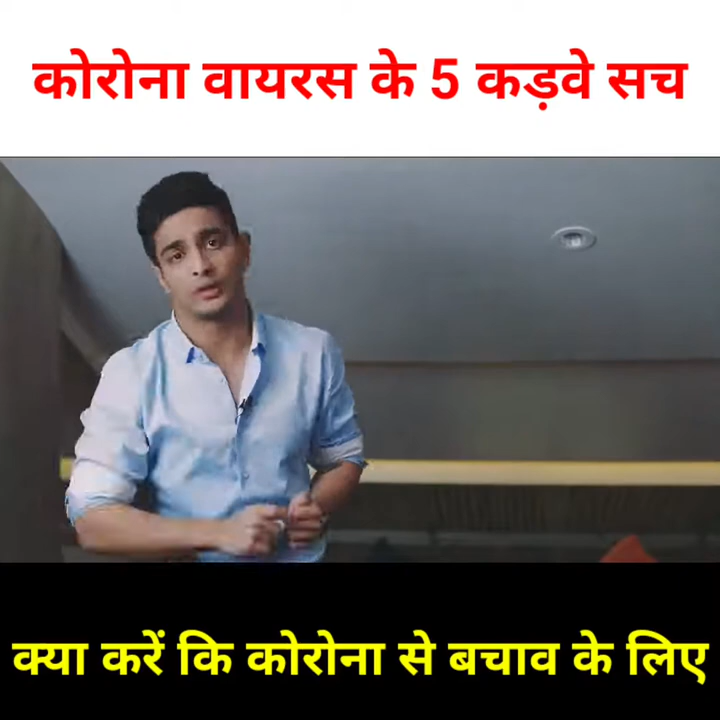 कोरोना वायरस के 5 कड़वे सच
क्या करें कि कोरोना से बचाव के लिए